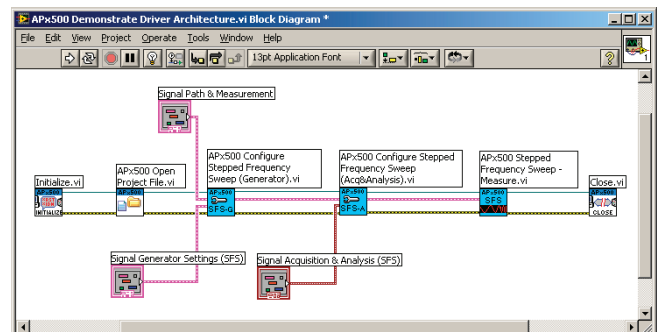 APx500 Demonstrate Driver Architecture.vi Block Diagram *
File Edit View Project Operate Tools Window Help
13pt Application Font
?
1
Signal Path & Measurement
Initialize.vi
APx500
INITIALIZE
APx500 Open
Project File.vi
APx500
APx500 Configure
Stepped Frequency
Sweep (Generator).vi
APx500
SFS-G
APx500 Configure Stepped
Frequency Sweep
(Acq&Analysis).vi
APx500
SFS-A
APx500 Stepped
Frequency Sweep -
Measure.vi
APx500
SFS
Close.vi
APx500
CLOSE
Signal Generator Settings (SFS)
Signal Acquisition & Analysis (SFS)